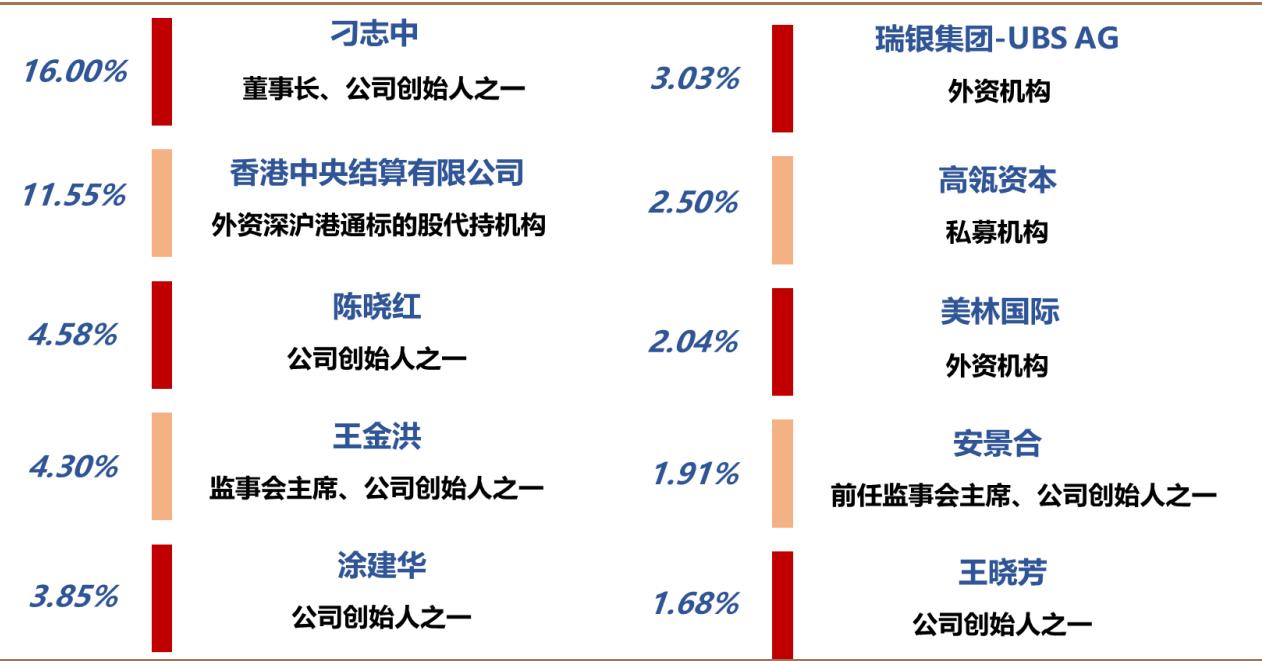 16.00%
刁志中
董事长、公司创始人之一
11.55%
香港中央结算有限公司
外资深沪港通标的股代持机构
4.58%
陈晓红
公司创始人之一
4.30%
王金洪
监事会主席、公司创始人之一
3.85%
涂建华
公司创始人之一
3.03%
瑞银集团-UBS AG
外资机构
2.50%
高瓴资本
私募机构
2.04%
美林国际
外资机构
1.91%
安景合
前任监事会主席、公司创始人之一
1.68%
王晓芳
公司创始人之一